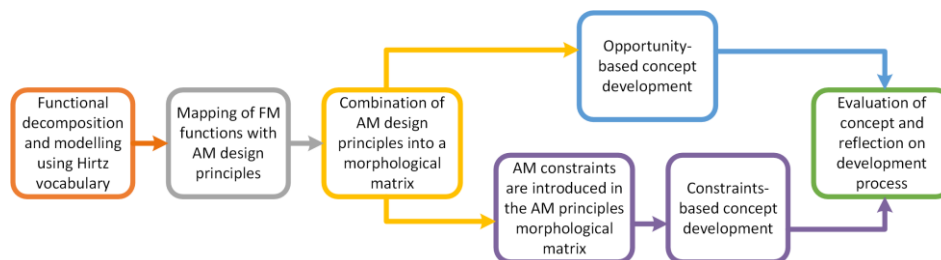 Functional
decomposition
and modelling
using Hirtz
vocabulary
Mapping of FM
functions with
AM design
principles
Combination of
AM design
principles into a
morphological
matrix
Opportunity-
based concept
development
AM constraints
are introduced in
the AM principles
morphological
matrix
Constraints-
based concept
development
Evaluation of
concept and
reflection on
development
process